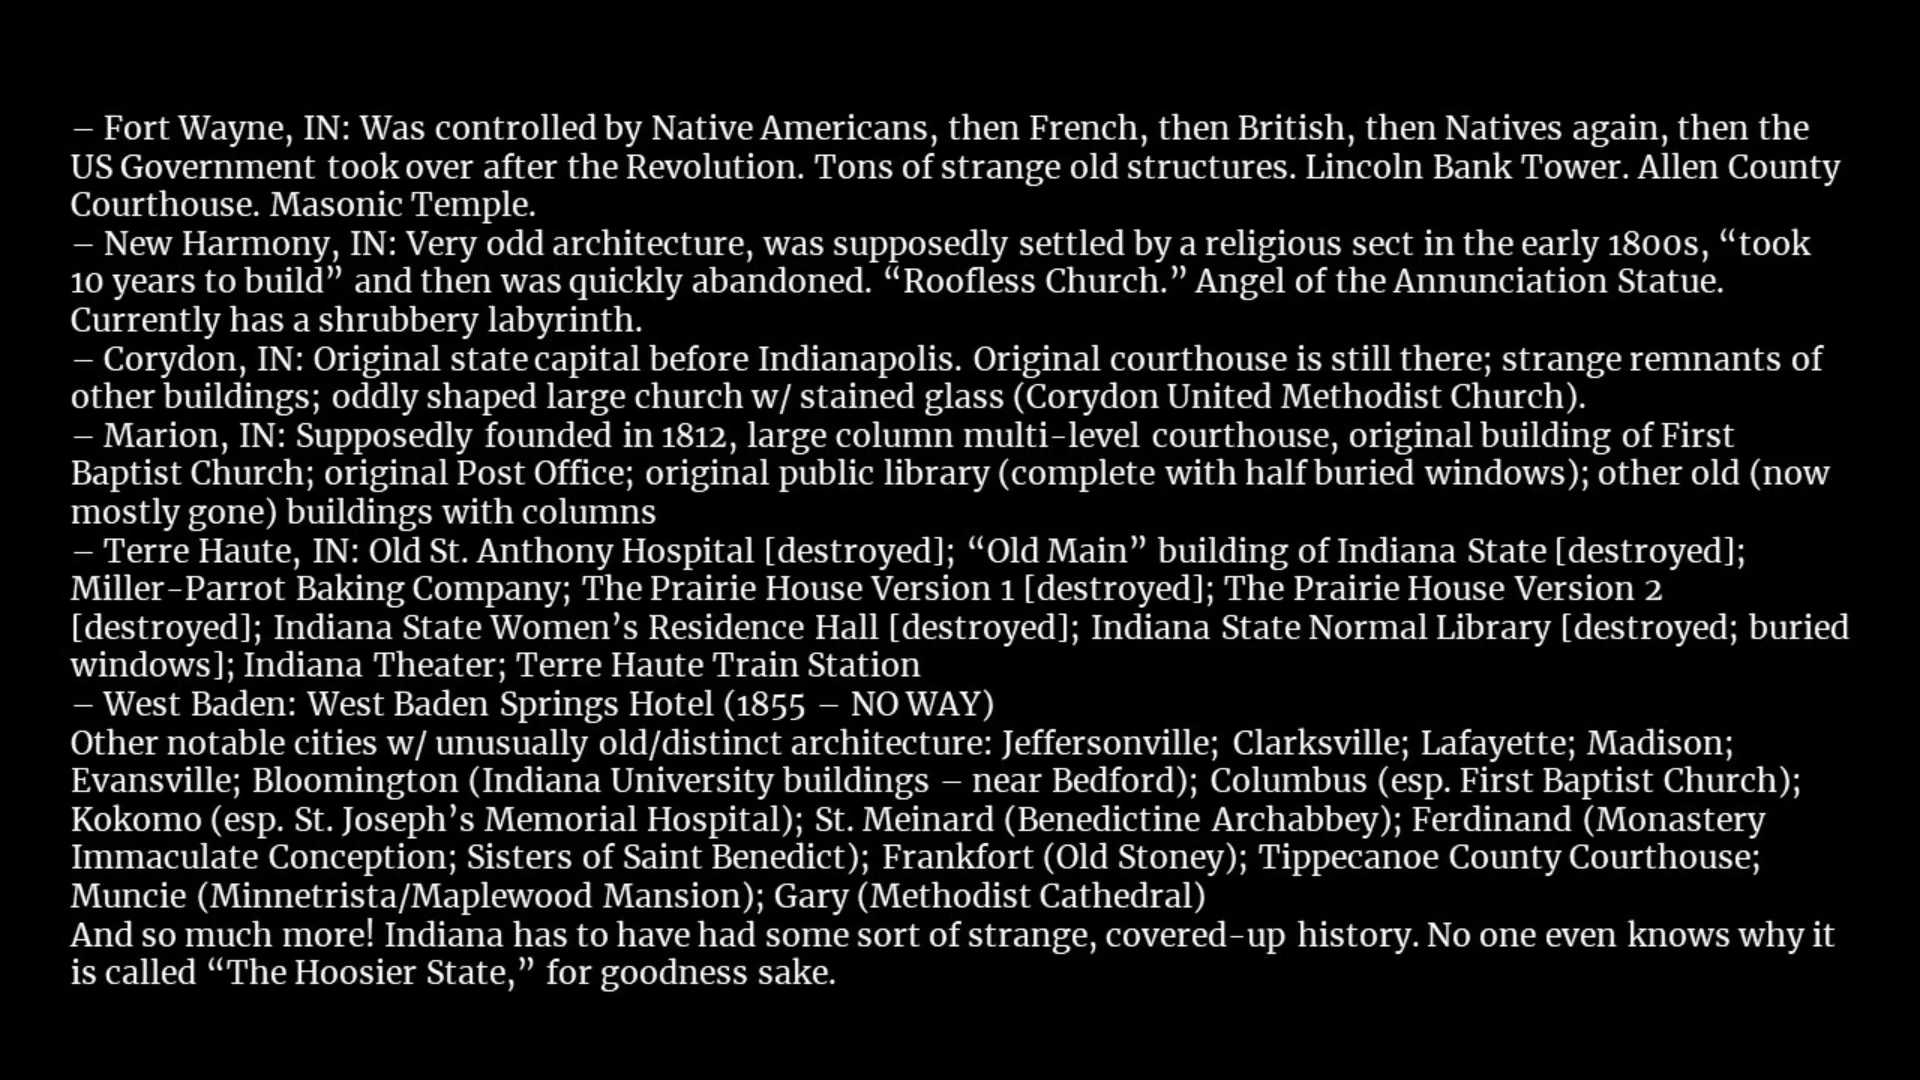 – Fort Wayne, IN: Was controlled by Native Americans, then French, then British, then Natives again, then the
US Government took over after the Revolution. Tons of strange old structures. Lincoln Bank Tower. Allen County
Courthouse. Masonic Temple.
– New Harmony, IN: Very odd architecture, was supposedly settled by a religious sect in the early 1800s, “took
10 years to build” and then was quickly abandoned. “Roofless Church.” Angel of the Annunciation Statue.
Currently has a shrubbery labyrinth.
– Corydon, IN: Original state capital before Indianapolis. Original courthouse is still there; strange remnants of
other buildings; oddly shaped large church w/ stained glass (Corydon United Methodist Church).
– Marion, IN: Supposedly founded in 1812, large column multi-level courthouse, original building of First
Baptist Church; original Post Office; original public library (complete with half buried windows); other old (now
mostly gone) buildings with columns
– Terre Haute, IN: Old St. Anthony Hospital [destroyed]; “Old Main” building of Indiana State [destroyed];
Miller-Parrot Baking Company; The Prairie House Version 1 [destroyed]; The Prairie House Version 2
[destroyed]; Indiana State Women’s Residence Hall [destroyed]; Indiana State Normal Library [destroyed; buried
windows]; Indiana Theater; Terre Haute Train Station
– West Baden: West Baden Springs Hotel (1855 – NO WAY)
Other notable cities w/ unusually old/distinct architecture: Jeffersonville; Clarksville; Lafayette; Madison;
Evansville; Bloomington (Indiana University buildings – near Bedford); Columbus (esp. First Baptist Church);
Kokomo (esp. St. Joseph’s Memorial Hospital); St. Meinard (Benedictine Archabbey); Ferdinand (Monastery
Immaculate Conception; Sisters of Saint Benedict); Frankfort (Old Stoney); Tippecanoe County Courthouse;
Muncie (Minnetrista/Maplewood Mansion); Gary (Methodist Cathedral)
And so much more! Indiana has to have had some sort of strange, covered-up history. No one even knows why it
is called “The Hoosier State,” for goodness sake.